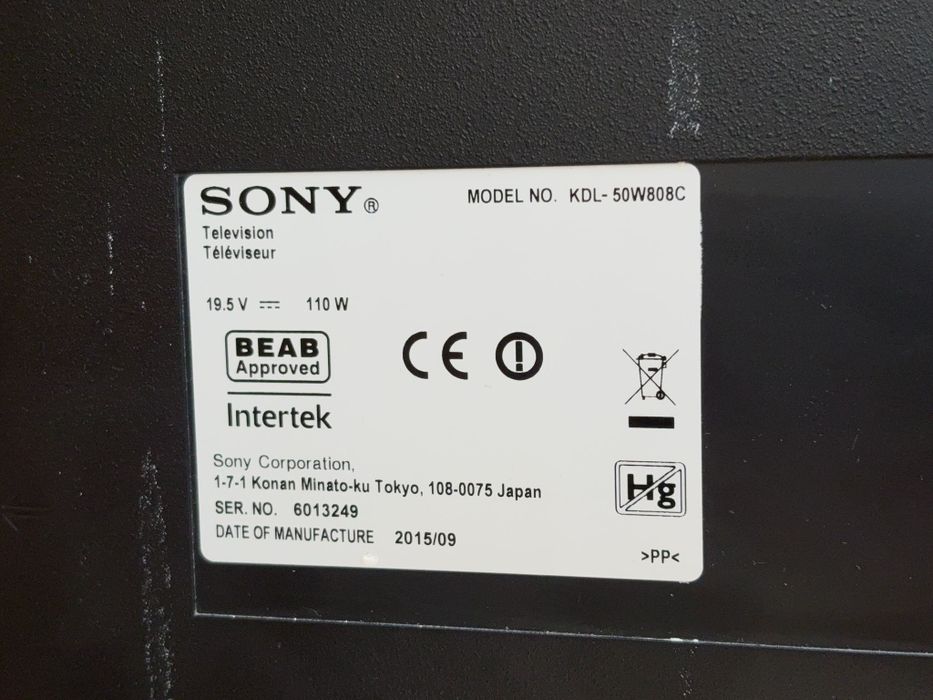 SONY®
MODEL NO. KDL-50W808C
Television
Téléviseur
19.5 V 110 W
BEAB
Approved
Intertek
CE
Hg
Sony Corporation,
1-7-1 Konan Minato-ku Tokyo, 108-0075 Japan
SER. NO. 6013249
DATE OF MANUFACTURE 2015/09
>PP<